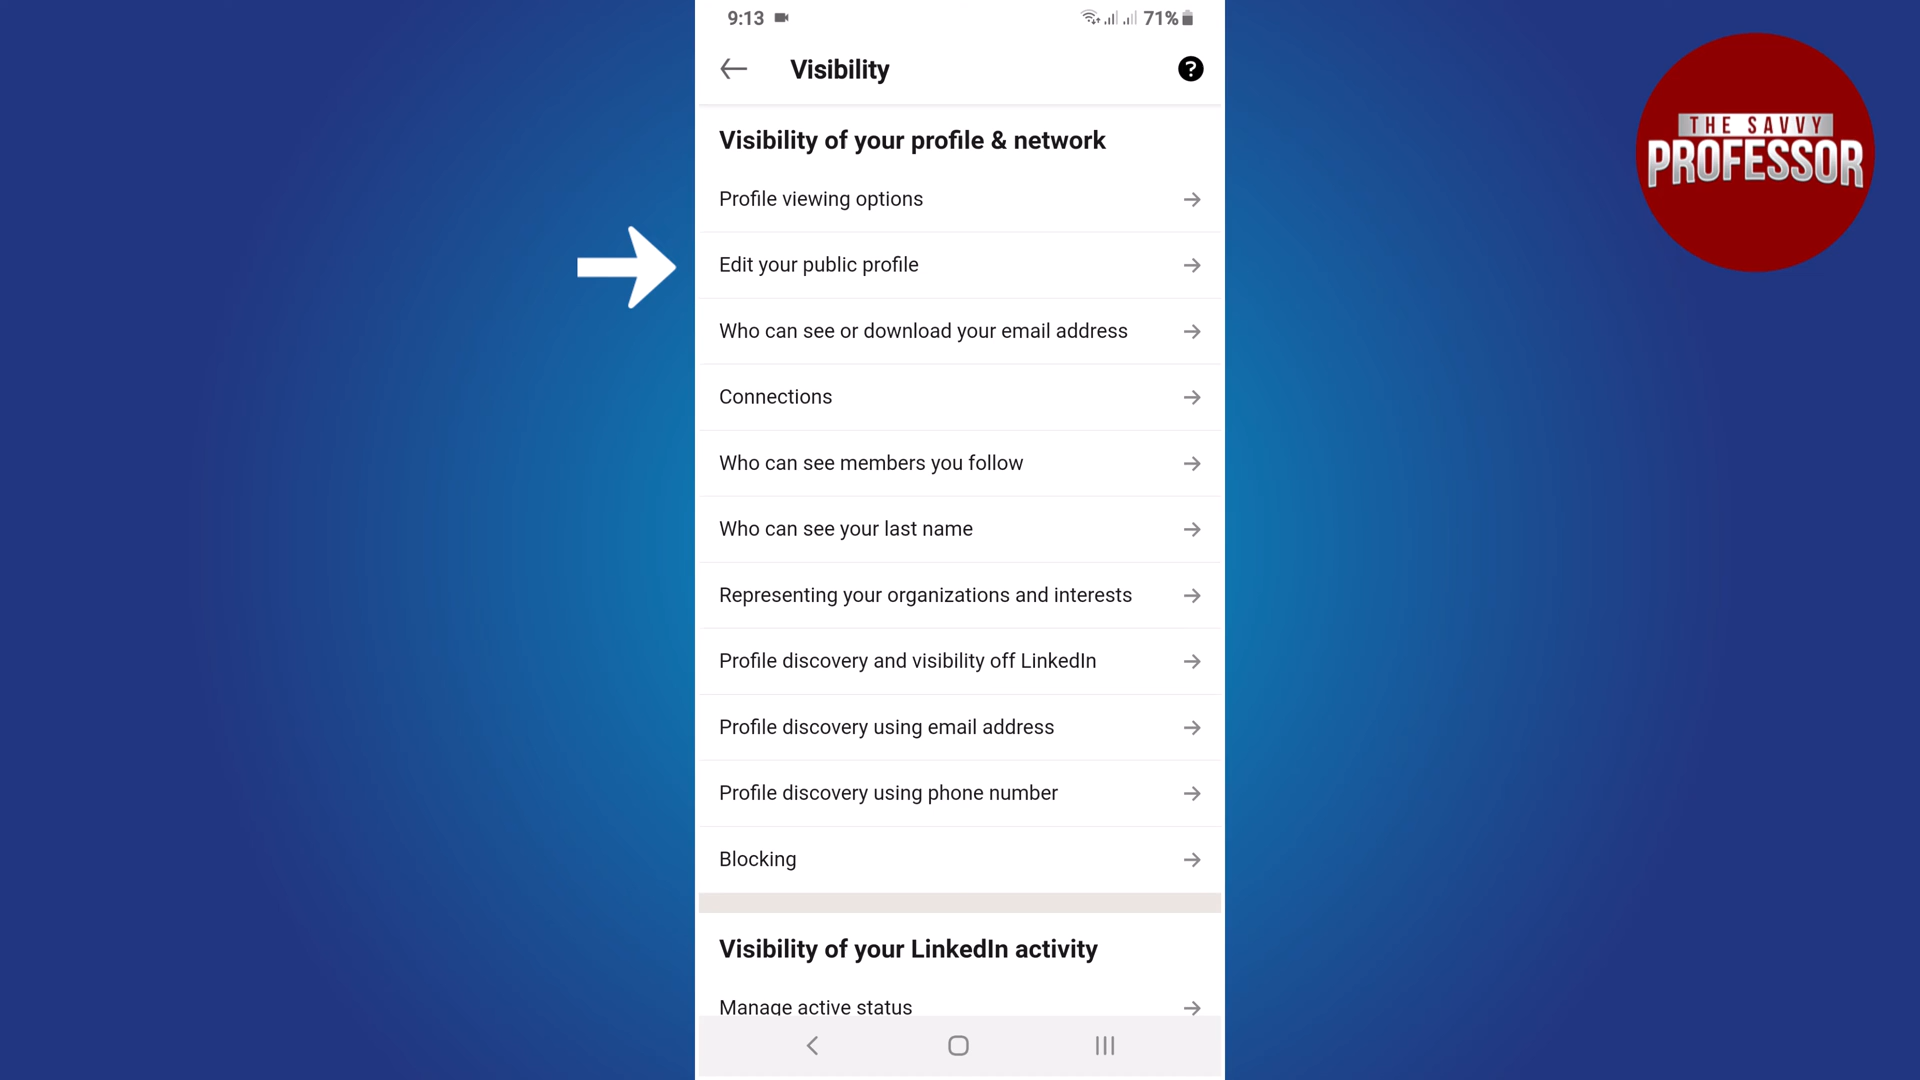 9:13
71%
Visibility
?
THE SAVVY
PROFESSOR
Visibility of your profile & network
Profile viewing options
Edit your public profile
Who can see or download your email address
Connections
Who can see members you follow
Who can see your last name
Representing your organizations and interests
Profile discovery and visibility off LinkedIn
Profile discovery using email address
Profile discovery using phone number
Blocking
Visibility of your LinkedIn activity
Manage active status